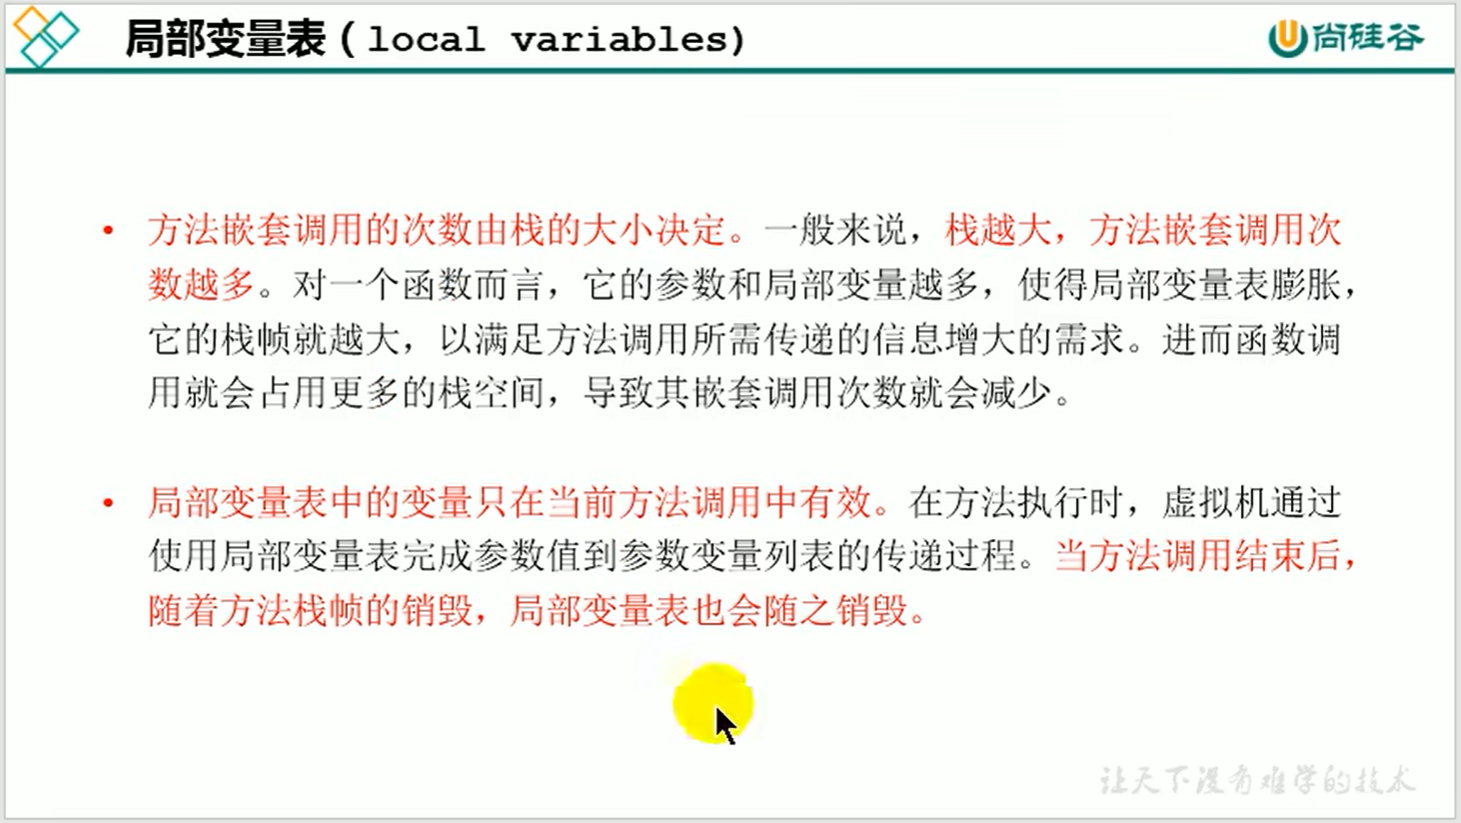 局部变量表（local variables)
尚硅谷
• 方法嵌套调用的次数由栈的大小决定。一般来说，栈越大，方法嵌套调用次
数越多。对一个函数而言，它的参数和局部变量越多，使得局部变量表膨胀，
它的栈帧就越大，以满足方法调用所需传递的信息增大的需求。进而函数调
用就会占用更多的栈空间，导致其嵌套调用次数就会减少。
• 局部变量表中的变量只在当前方法调用中有效。在方法执行时，虚拟机通过
使用局部变量表完成参数值到参数变量列表的传递过程。当方法调用结束后，
随着方法栈帧的销毁，局部变量表也会随之销毁。
让天下没有难学的技术